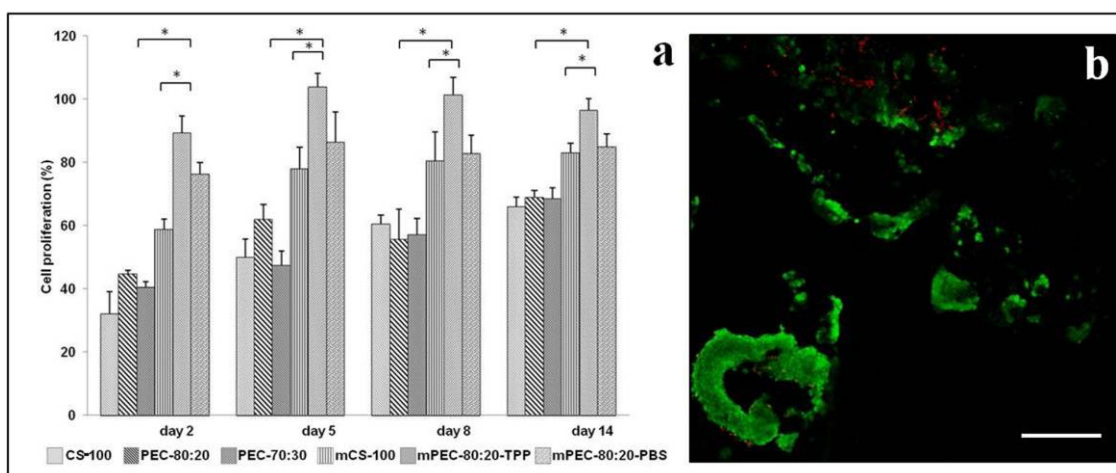 a
b
* * * *
* * * *
Cell proliferation (%)
120
100
80
60
40
20
0
day 2 day 5 day 8 day 14
CS-100 PEC-80:20 PEC-70:30 mCS-100 mPEC-80:20-TPP mPEC-80:20-PBS